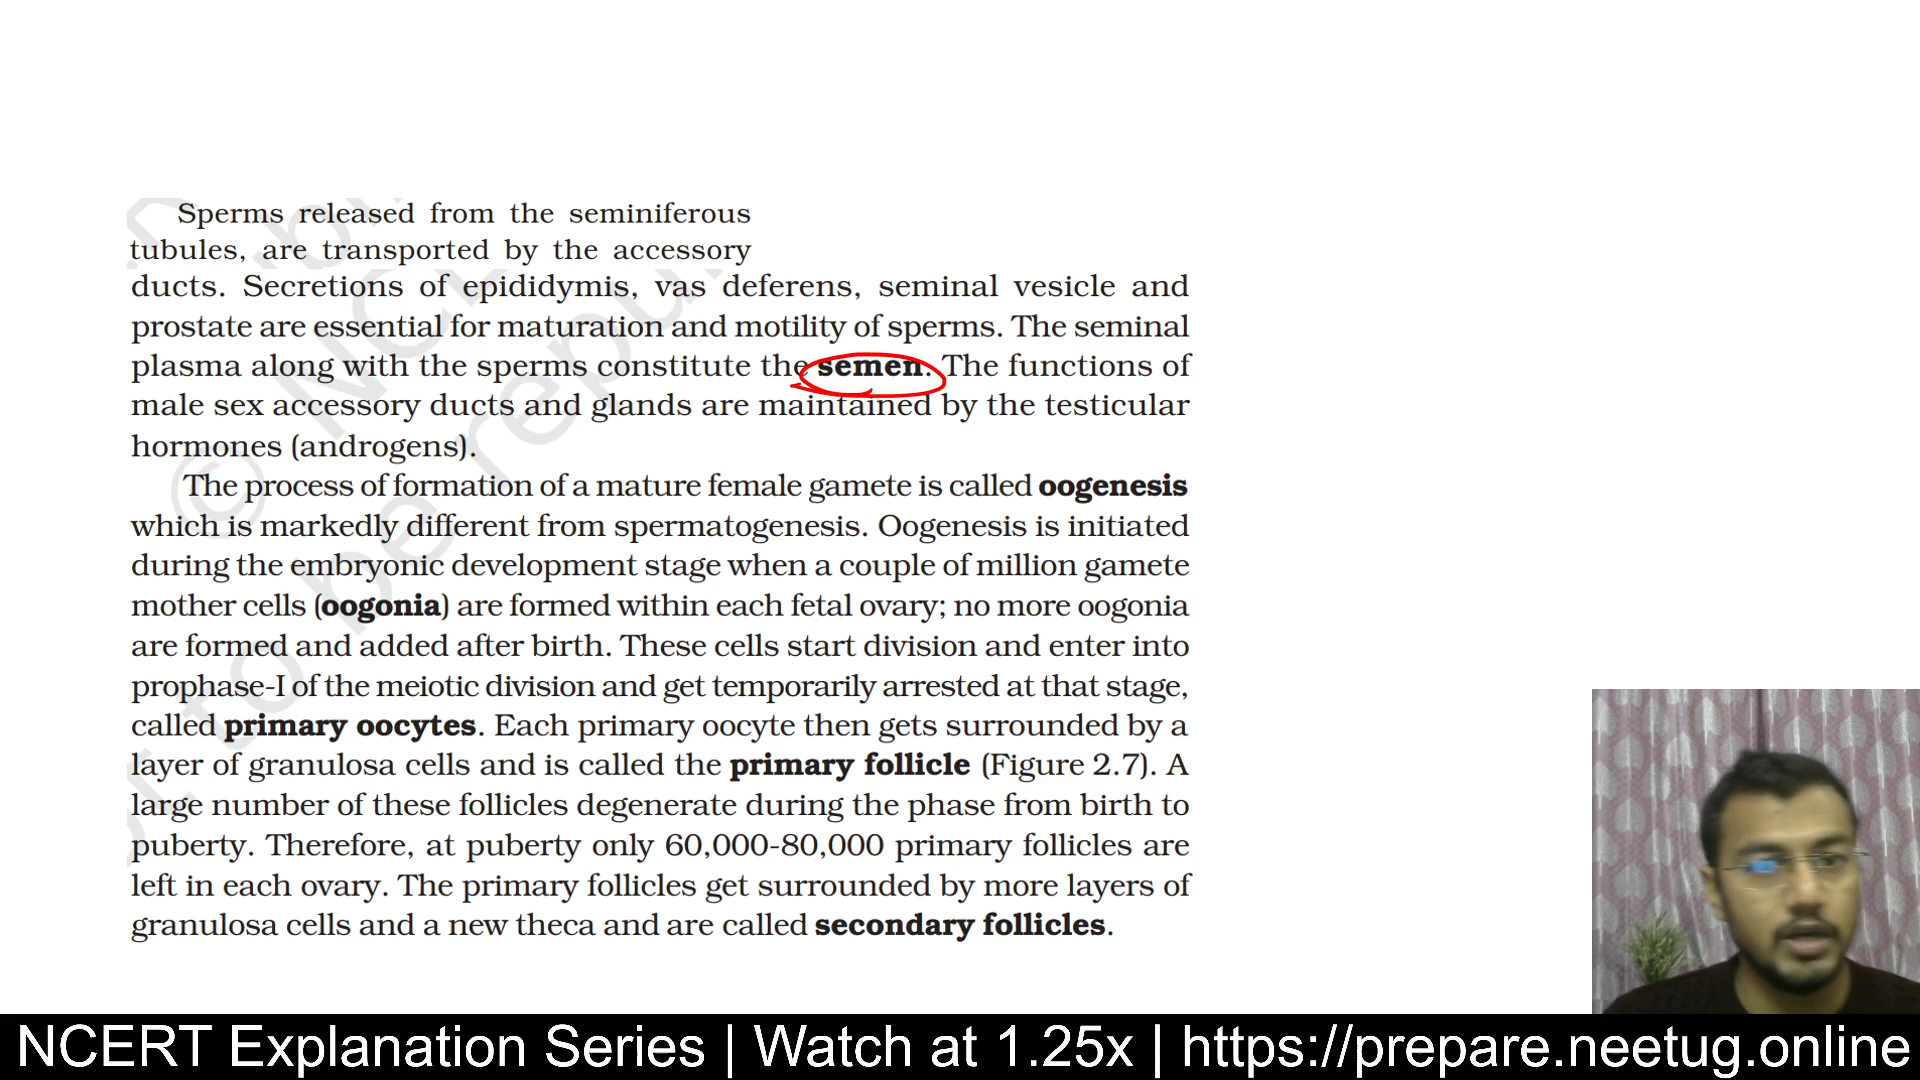 Sperms released from the seminiferous
tubules, are transported by the accessory
ducts. Secretions of epididymis, vas deferens, seminal vesicle and
prostate are essential for maturation and motility of sperms. The seminal
plasma along with the sperms constitute the semen. The functions of
male sex accessory ducts and glands are maintained by the testicular
hormones (androgens).
The process of formation of a mature female gamete is called oogenesis
which is markedly different from spermatogenesis. Oogenesis is initiated
during the embryonic development stage when a couple of million gamete
mother cells (oogonia) are formed within each fetal ovary; no more oogonia
are formed and added after birth. These cells start division and enter into
prophase-I of the meiotic division and get temporarily arrested at that stage,
called primary oocytes. Each primary oocyte then gets surrounded by a
layer of granulosa cells and is called the primary follicle (Figure 2.7). A
large number of these follicles degenerate during the phase from birth to
puberty. Therefore, at puberty only 60,000-80,000 primary follicles are
left in each ovary. The primary follicles get surrounded by more layers of
granulosa cells and a new theca and are called secondary follicles.
NCERT Explanation Series | Watch at 1.25x | https://prepare.neetug.online